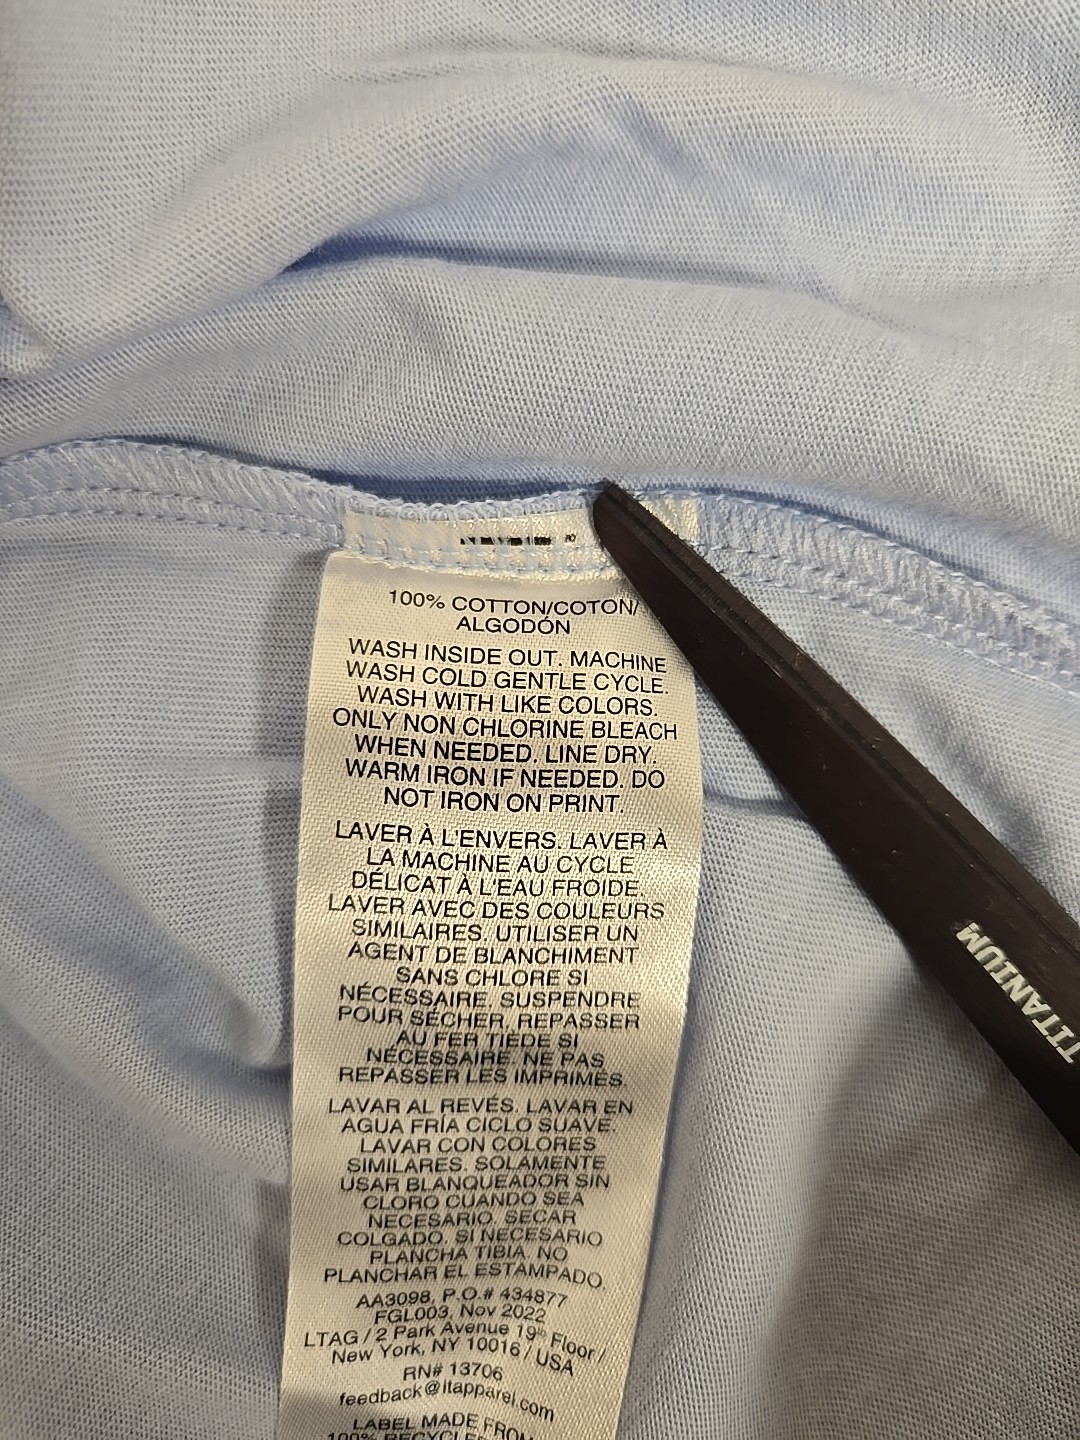 100% COTTON/COTON/
ALGODÓN
WASH INSIDE OUT. MACHINE
WASH COLD GENTLE CYCLE.
WASH WITH LIKE COLORS.
ONLY NON CHLORINE BLEACH
WHEN NEEDED. LINE DRY.
WARM IRON IF NEEDED. DO
NOT IRON ON PRINT.
LAVER À L'ENVERS. LAVER À
LA MACHINE AU CYCLE
DÉLICAT À L'EAU FROIDE.
LAVER AVEC DES COULEURS
SIMILAIRES. UTILISER UN
AGENT DE BLANCHIMENT
SANS CHLORE SI
NÉCESSAIRE. SUSPENDRE
POUR SÉCHER. REPASSER
AU FER TIÈDE SI
NÉCESSAIRE. NE PAS
REPASSER LES IMPRIMÉS.
LAVAR AL REVÉS. LAVAR EN
AGUA FRÍA CICLO SUAVE.
LAVAR CON COLORES
SIMILARES. SOLAMENTE
USAR BLANQUEADOR SIN
CLORO CUANDO SEA
NECESARIO. SECAR
COLGADO. SI NECESARIO
PLANCHA TIBIA. NO
PLANCHAR EL ESTAMPADO.
AA3098, P.O.# 434877
FGL003, Nov 2022
LTAG / 2 Park Avenue 19th Floor /
New York, NY 10016 / USA
RN# 13706
feedback@ltapparel.com
LABEL MADE FROM
100% RECYCLED
TITANIUM